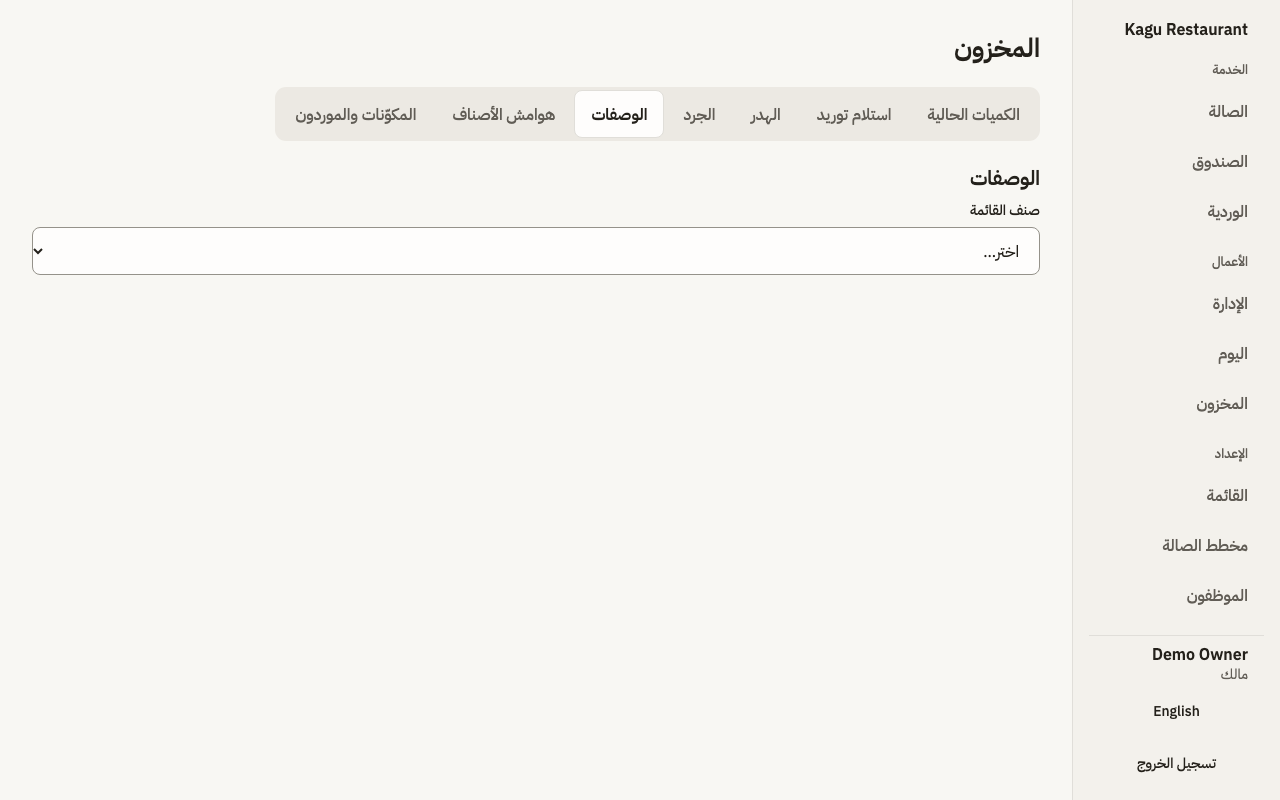 Kagu Restaurant
الخدمة
الصالة
الصندوق
الوردية
الأعمال
الإدارة
اليوم
المخزون
الإعداد
القائمة
مخطط الصالة
الموظفون
Demo Owner
مالك
English
تسجيل الخروج
المخزون
الكميات الحالية
استلام توريد
الهدر
الجرد
الوصفات
هوامش الأصناف
المكوّنات والموردون
الوصفات
صنف القائمة
اختر...